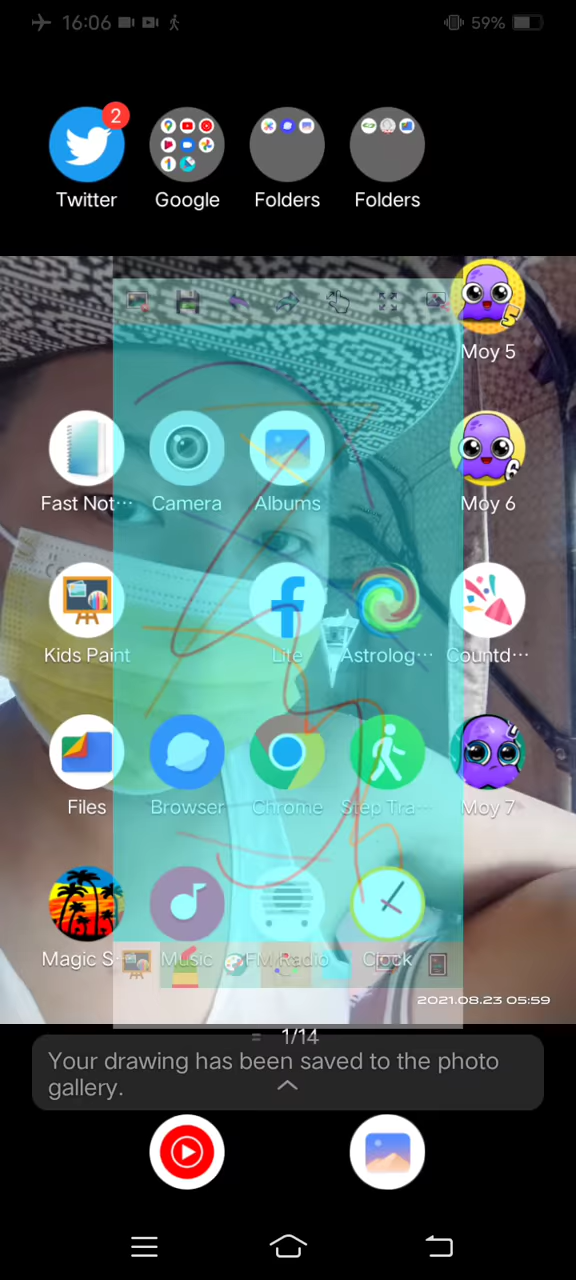 16:06
59%
2
Twitter
Google
Folders
Folders
5
Moy 5
Fast Not···
Camera
Albums
6
Moy 6
Kids Paint
Lite
Astrolog···
Countd···
Files
Browser
Chrome
Step Tra···
Moy 7
Magic S
Music
FM Radio
Clock
2021.08.23 05:59
1/14
Your drawing has been saved to the photo
gallery.